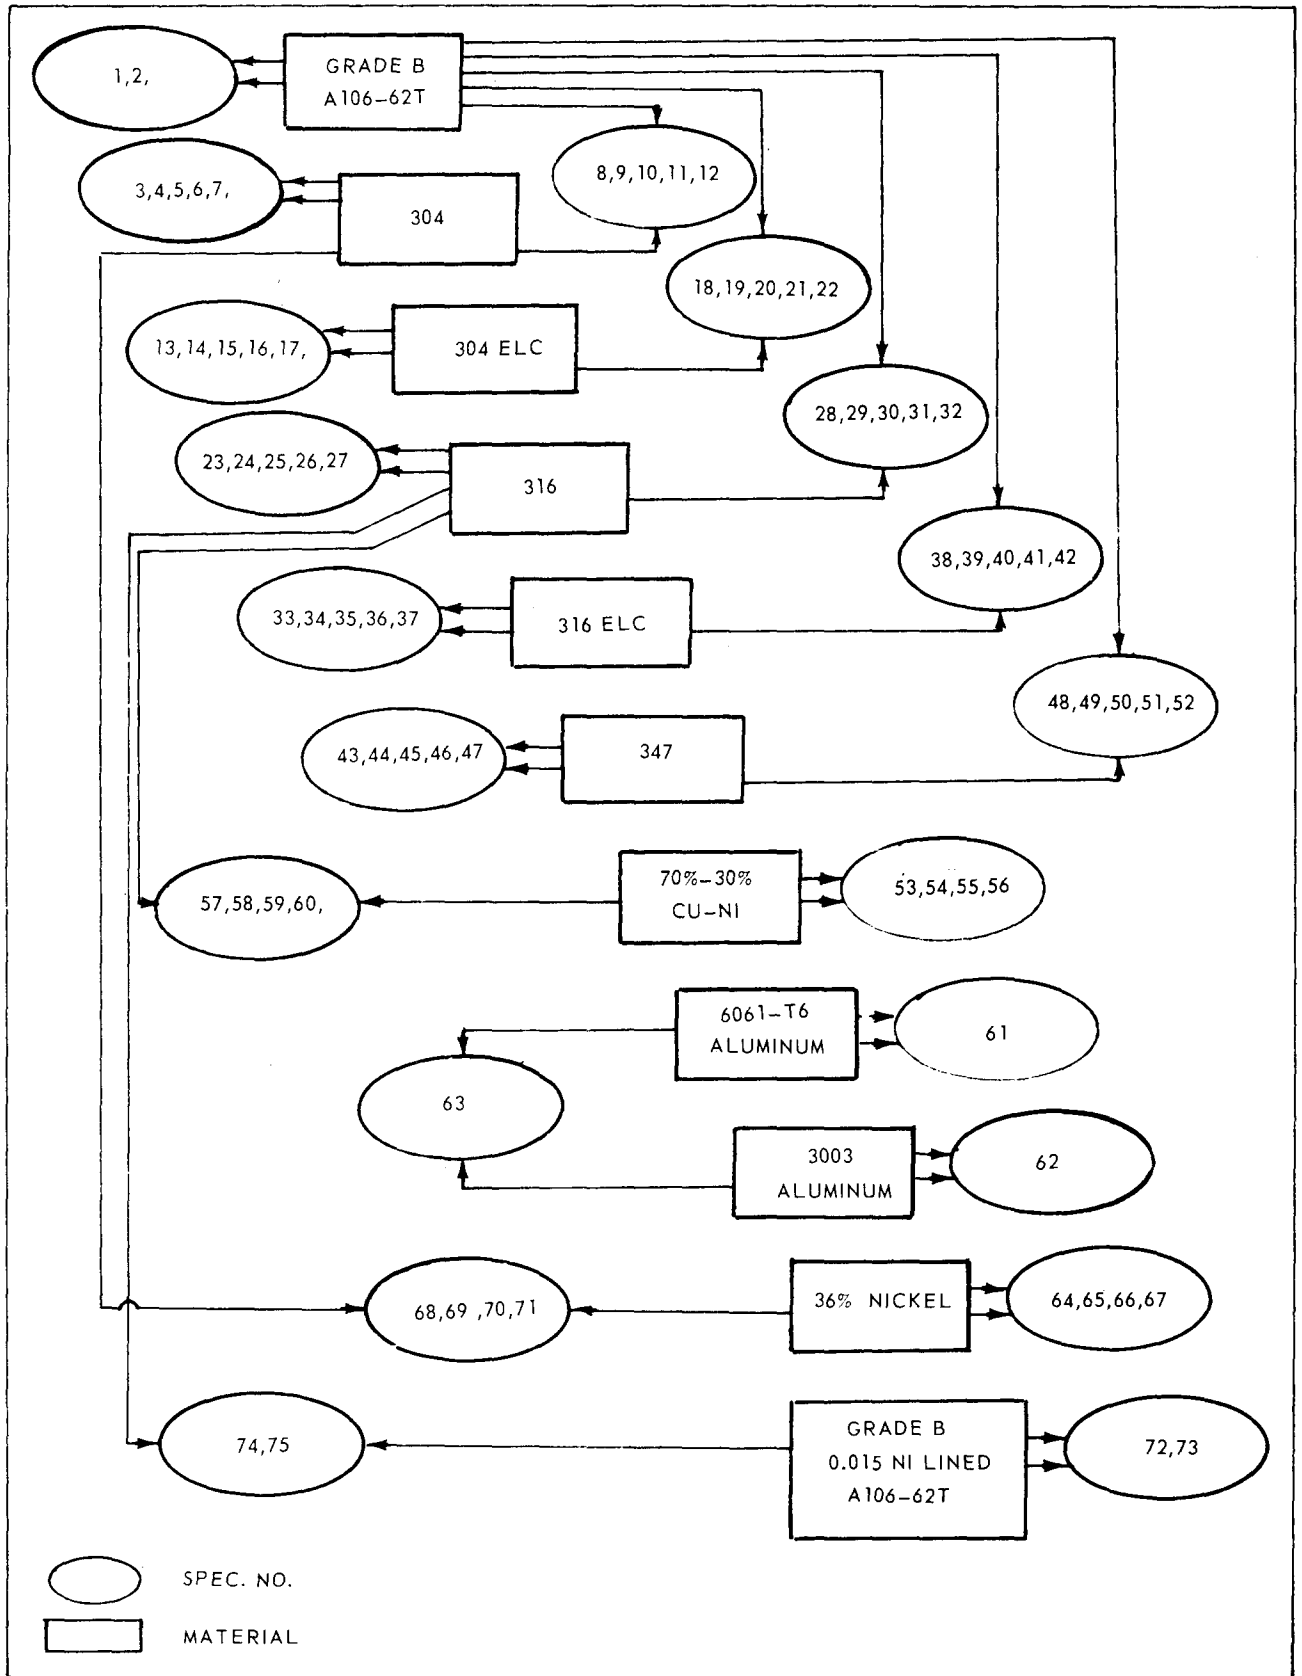 1,2,
GRADE B
A106-62T
3,4,5,6,7,
304
8,9,10,11,12
18,19,20,21,22
13,14,15,16,17,
304 ELC
28,29,30,31,32
23,24,25,26,27
316
38,39,40,41,42
33,34,35,36,37
316 ELC
48,49,50,51,52
43,44,45,46,47
347
57,58,59,60,
70%-30%
CU-NI
53,54,55,56
6061-T6
ALUMINUM
61
63
3003
ALUMINUM
62
68,69 ,70,71
36% NICKEL
64,65,66,67
74,75
GRADE B
0.015 NI LINED
A106-62T
72,73
SPEC. NO.
MATERIAL